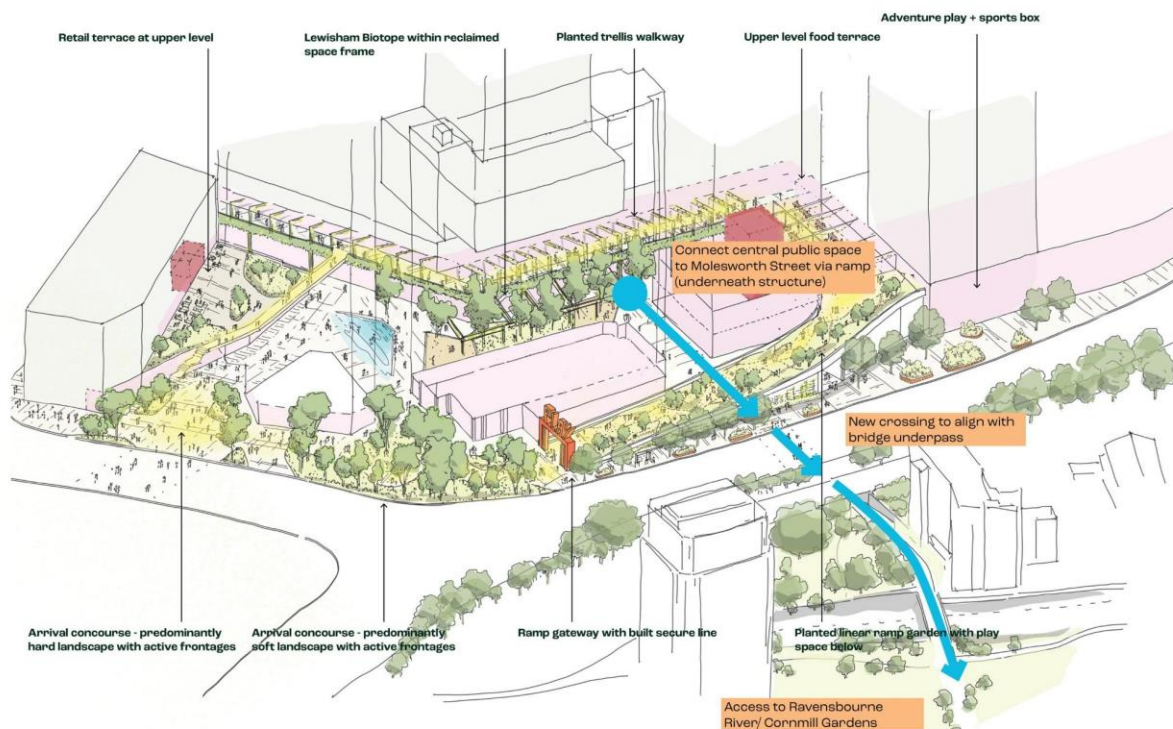 Adventure play + sports box
Retail terrace at upper level
Lewisham Biotope within reclaimed
space frame
Planted trellis walkway
Upper level food terrace
Connect central public space
to Molesworth Street via ramp
(underneath structure)
New crossing to align with
bridge underpass
Arrival concourse - predominantly
hard landscape with active frontages
Arrival concourse - predominantly
soft landscape with active frontages
Ramp gateway with built secure line
Planted linear ramp garden with play
space below
Access to Ravensbourne
River/ Cornmill Gardens